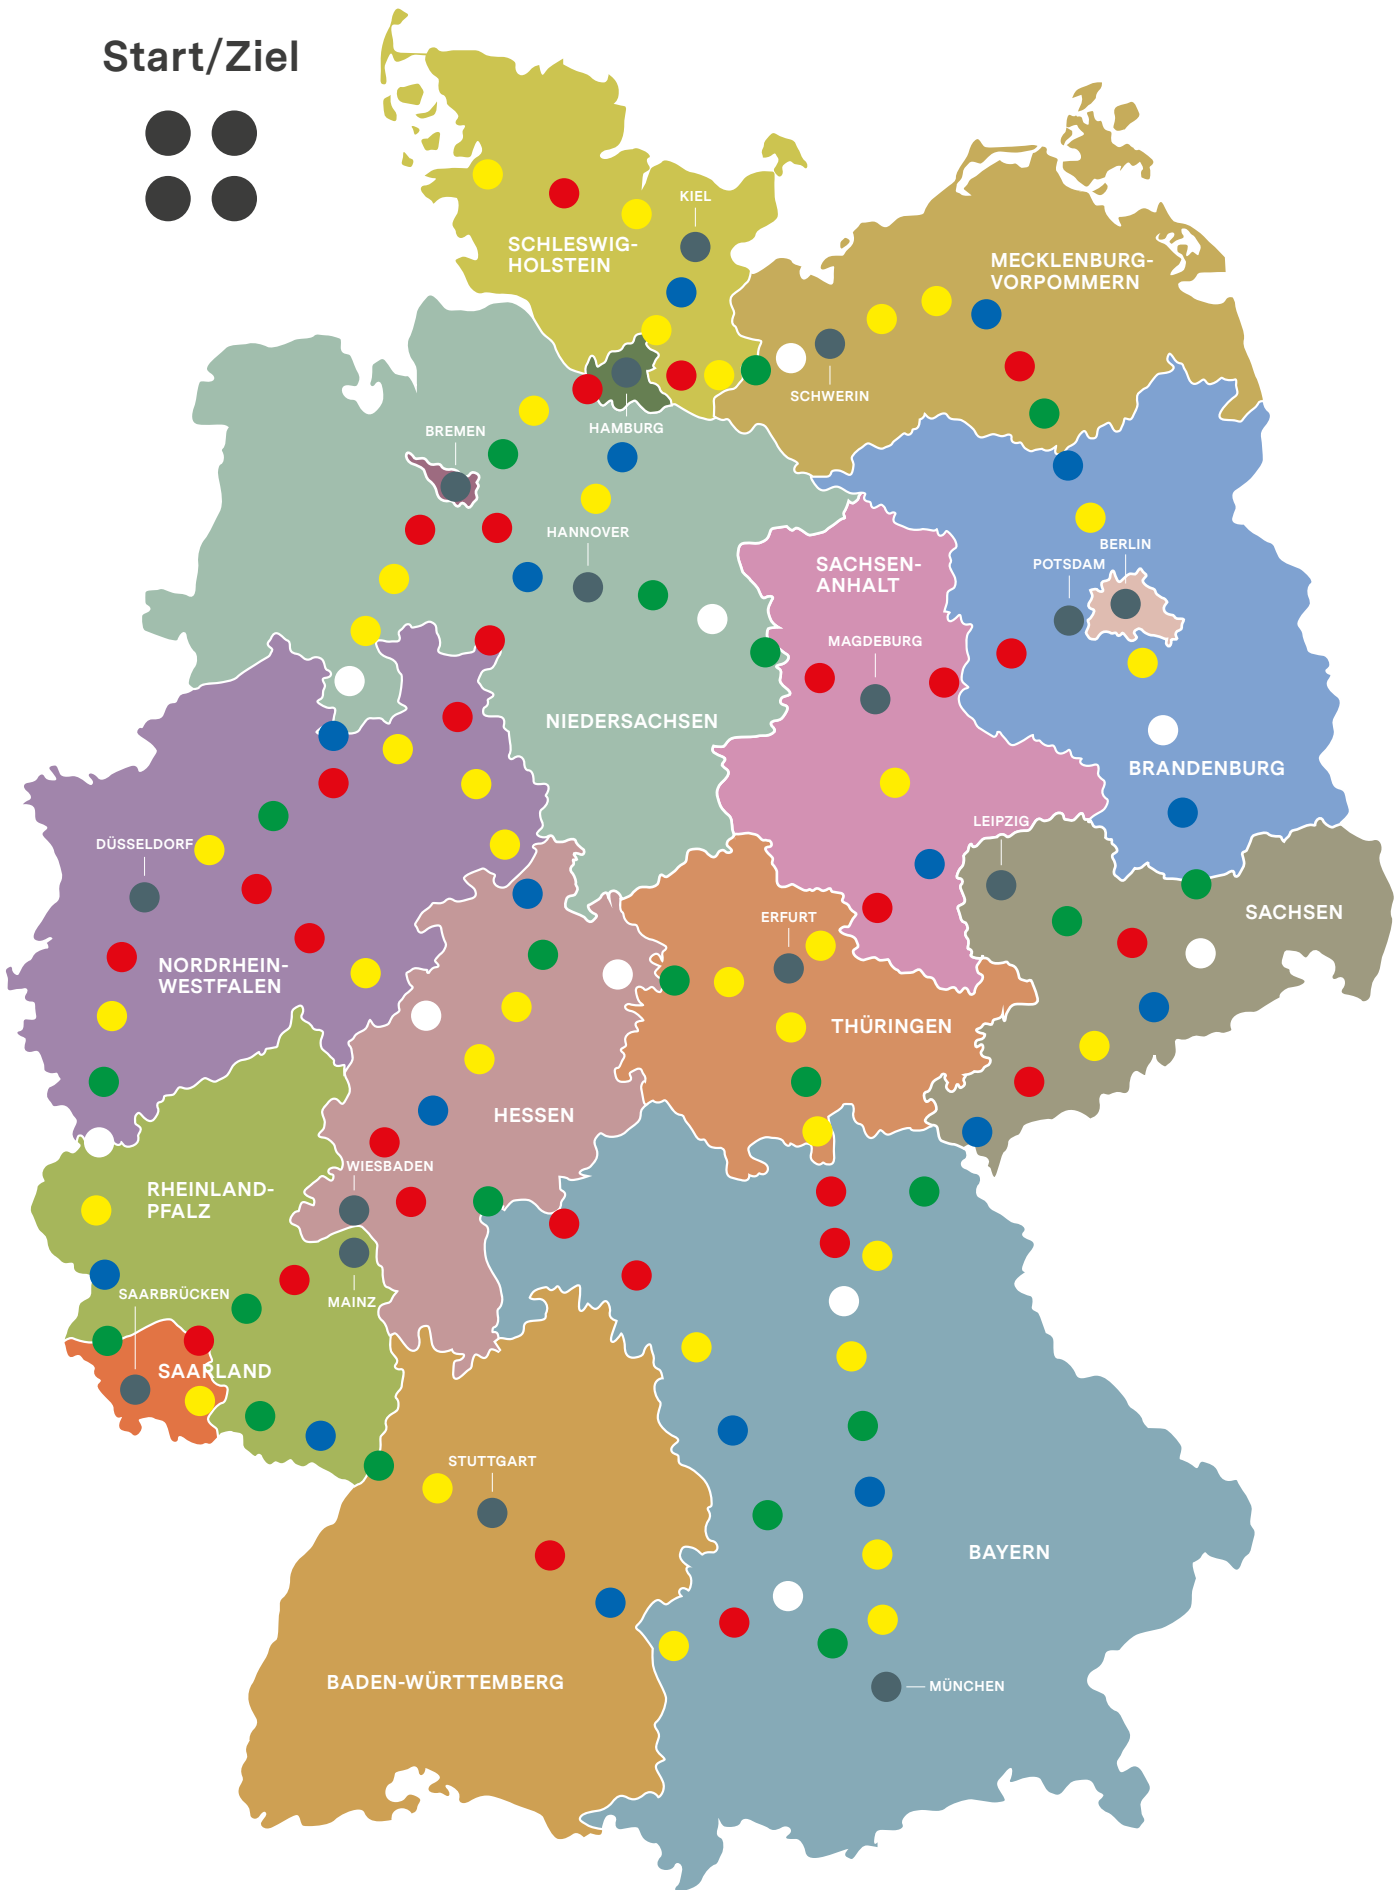 Start/Ziel
KIEL
SCHLESWIG-
HOLSTEIN
MECKLENBURG-
VORPOMMERN
SCHWERIN
HAMBURG
BREMEN
HANNOVER
BERLIN
POTSDAM
SACHSEN-
ANHALT
MAGDEBURG
NIEDERSACHSEN
BRANDENBURG
LEIPZIG
DÜSSELDORF
SACHSEN
ERFURT
NORDRHEIN-
WESTFALEN
THÜRINGEN
HESSEN
WIESBADEN
RHEINLAND-
PFALZ
SAARBRÜCKEN
MAINZ
SAARLAND
STUTTGART
BAYERN
BADEN-WÜRTTEMBERG
MÜNCHEN